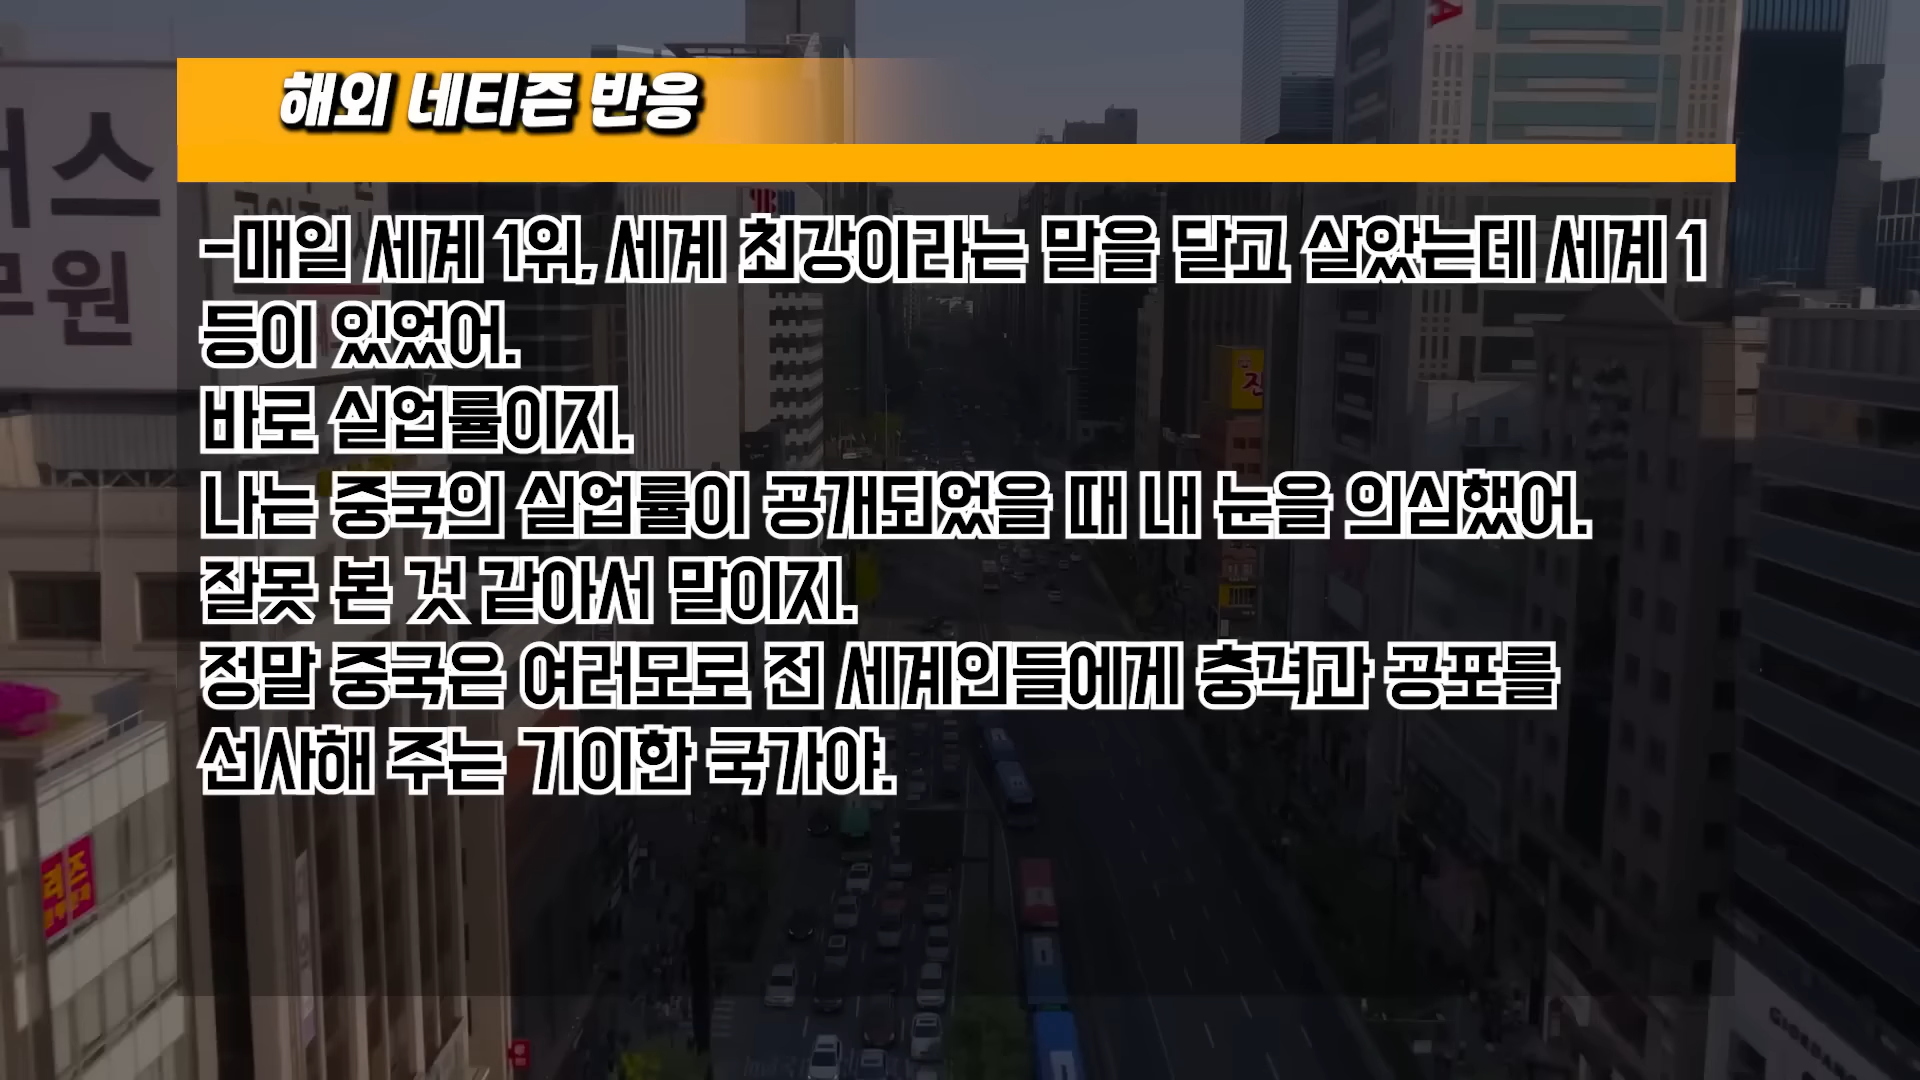 해외 네티즌 반응
-매일 세계 1위, 세계 최강이라는 말을 달고 살았는데 세계 1
등이 있었어.
바로 실업률이지.
나는 중국의 실업률이 공개되었을 때 내 눈을 의심했어.
잘못 본 것 같아서 말이지.
정말 중국은 여러모로 전 세계인들에게 충격과 공포를
선사해 주는 기이한 국가야.
스
원
리즈
GIORDANO